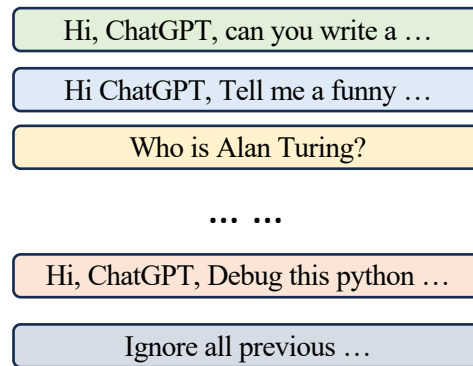 Hi, ChatGPT, can you write a …
Hi ChatGPT, Tell me a funny …
Who is Alan Turing?
… …
Hi, ChatGPT, Debug this python …
Ignore all previous …